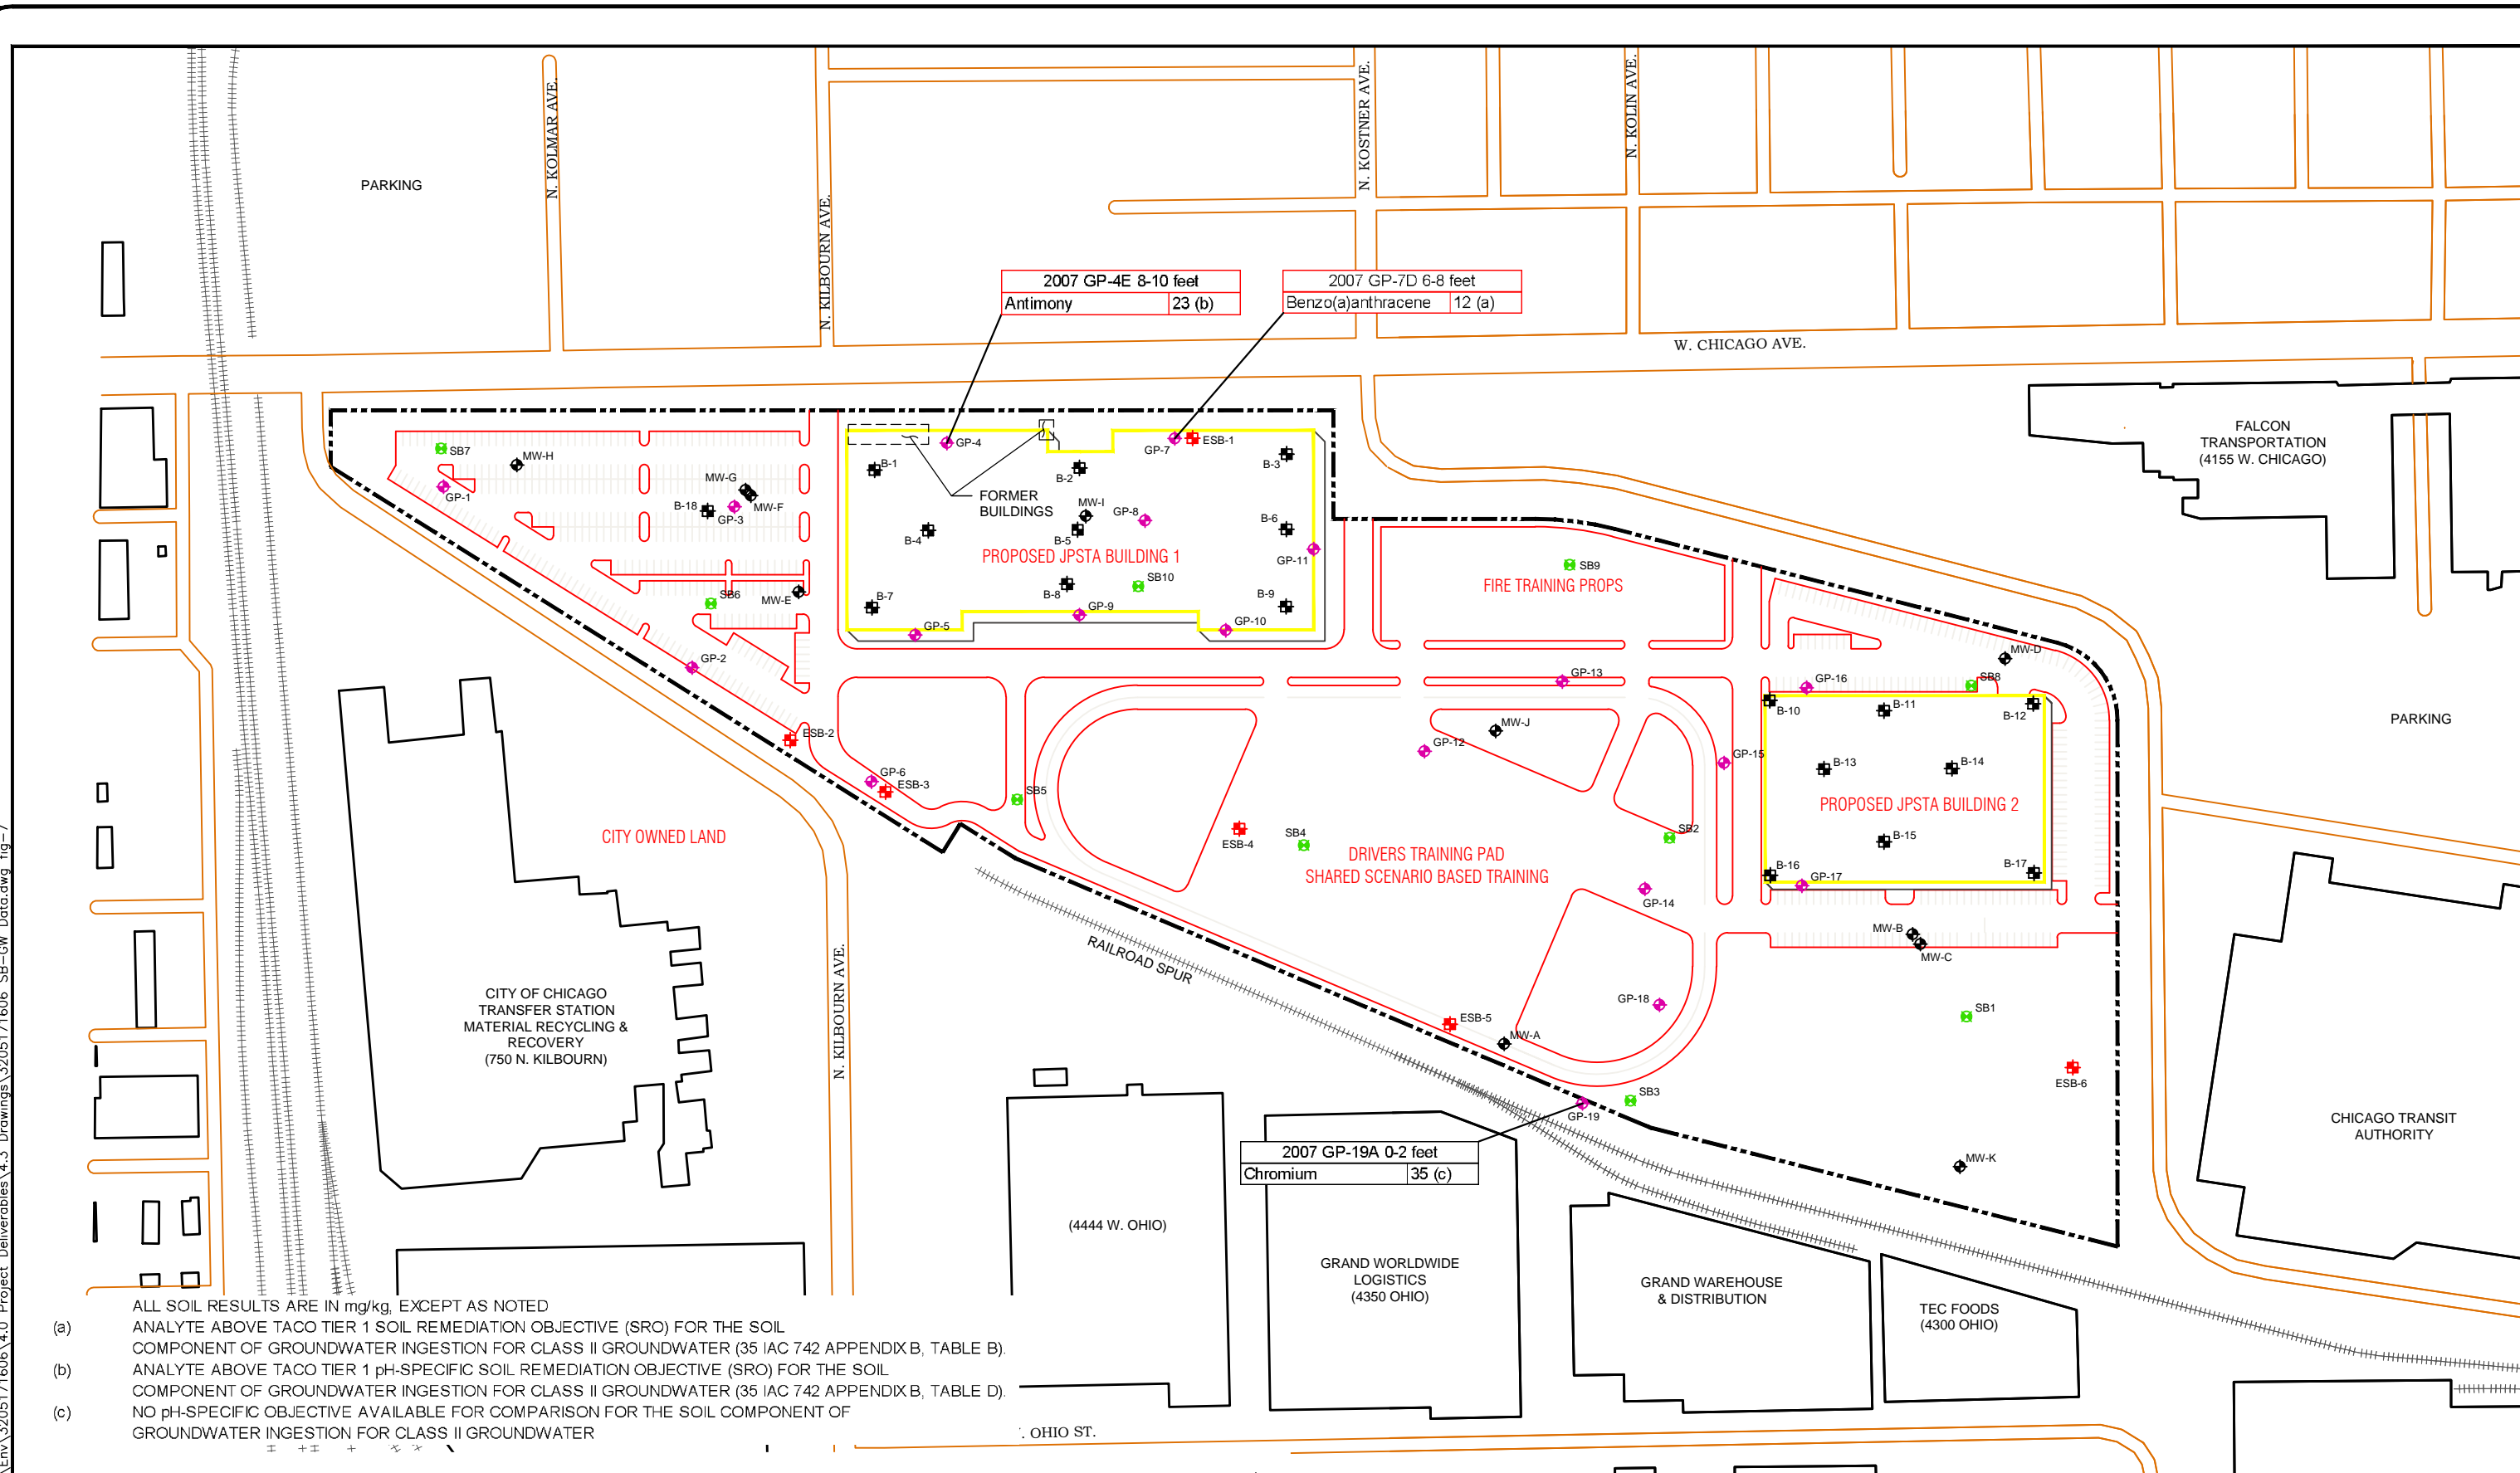 N. KOLMAR AVE.
N. KILBOURN AVE.
N. KOSTNER AVE.
N. KOLIN AVE.
PARKING
2007 GP-4E 8-10 feet
Antimony 23 (b)
2007 GP-7D 6-8 feet
Benzo(a)anthracene 12 (a)
W. CHICAGO AVE.
FALCON
TRANSPORTATION
(4155 W. CHICAGO)
SB7
MW-H
GP-1
MW-G
MW-F
B-18
GP-3
GP-4
B-1
B-2
GP-7
ESB-1
B-3
FORMER
BUILDINGS
MW-I
GP-8
B-4
B-5
B-6
PROPOSED JPSTA BUILDING 1
GP-11
SB6
MW-E
B-7
B-8
SB10
B-9
GP-5
GP-9
GP-10
GP-2
SB9
FIRE TRAINING PROPS
GP-13
GP-16
MW-D
SB8
B-10
B-11
B-12
PARKING
ESB-2
GP-6
ESB-3
SB5
MW-J
GP-12
GP-15
B-13
B-14
PROPOSED JPSTA BUILDING 2
CITY OWNED LAND
ESB-4
SB4
SB2
B-15
DRIVERS TRAINING PAD
SHARED SCENARIO BASED TRAINING
B-16
GP-17
B-17
GP-14
MW-B
MW-C
RAILROAD SPUR
N. KILBOURN AVE.
CITY OF CHICAGO
TRANSFER STATION
MATERIAL RECYCLING &
RECOVERY
(750 N. KILBOURN)
GP-18
ESB-5
MW-A
SB1
ESB-6
SB3
GP-19
CHICAGO TRANSIT
AUTHORITY
2007 GP-19A 0-2 feet
Chromium 35 (c)
MW-K
(4444 W. OHIO)
GRAND WORLDWIDE
LOGISTICS
(4350 OHIO)
GRAND WAREHOUSE
& DISTRIBUTION
TEC FOODS
(4300 OHIO)
ALL SOIL RESULTS ARE IN mg/kg, EXCEPT AS NOTED
(a) ANALYTE ABOVE TACO TIER 1 SOIL REMEDIATION OBJECTIVE (SRO) FOR THE SOIL
COMPONENT OF GROUNDWATER INGESTION FOR CLASS II GROUNDWATER (35 IAC 742 APPENDIX B, TABLE B).
(b) ANALYTE ABOVE TACO TIER 1 pH-SPECIFIC SOIL REMEDIATION OBJECTIVE (SRO) FOR THE SOIL
COMPONENT OF GROUNDWATER INGESTION FOR CLASS II GROUNDWATER (35 IAC 742 APPENDIX B, TABLE D).
(c) NO pH-SPECIFIC OBJECTIVE AVAILABLE FOR COMPARISON FOR THE SOIL COMPONENT OF
GROUNDWATER INGESTION FOR CLASS II GROUNDWATER
. OHIO ST.